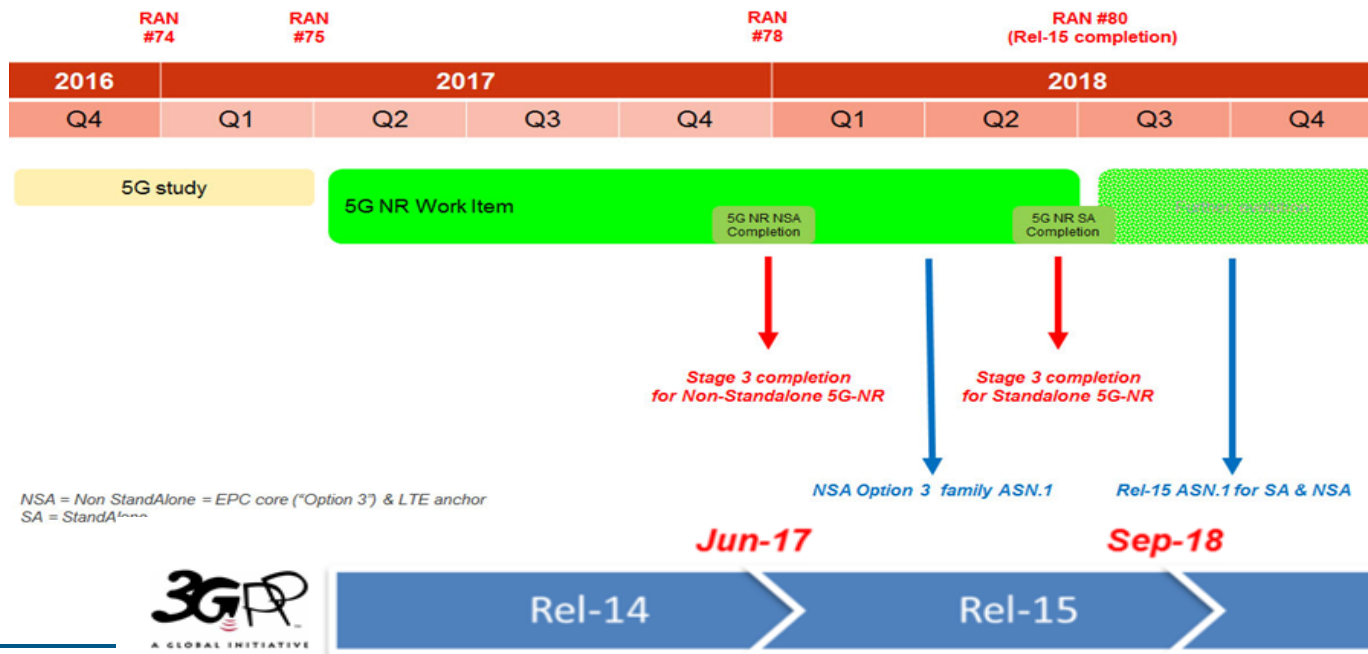 RAN RAN RAN RAN #80
#74 #75 #78 (Rel-15 completion)
2016 2017 2018
Q4 Q1 Q2 Q3 Q4 Q1 Q2 Q3 Q4
5G study
5G NR Work Item
5G NR NSA
Completion
5G NR SA
Completion
Stage 3 completion
for Non-Standalone 5G-NR
Stage 3 completion
for Standalone 5G-NR
NSA Option 3 family ASN.1
Rel-15 ASN.1 for SA & NSA
NSA = Non StandAlone = EPC core ("Option 3") & LTE anchor
SA =
Jun-17 Sep-18
3GPP
A GLOBAL INITIATIVE
Rel-14 Rel-15